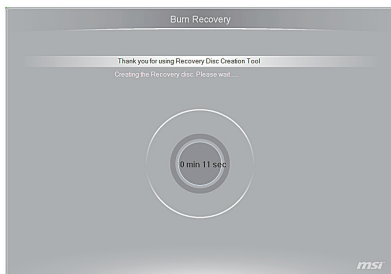 Burn Recovery
Thank you for using Recovery Disc Creation Tool
Creating the Recovery disc. Please wait....
0 min 11 sec
msi